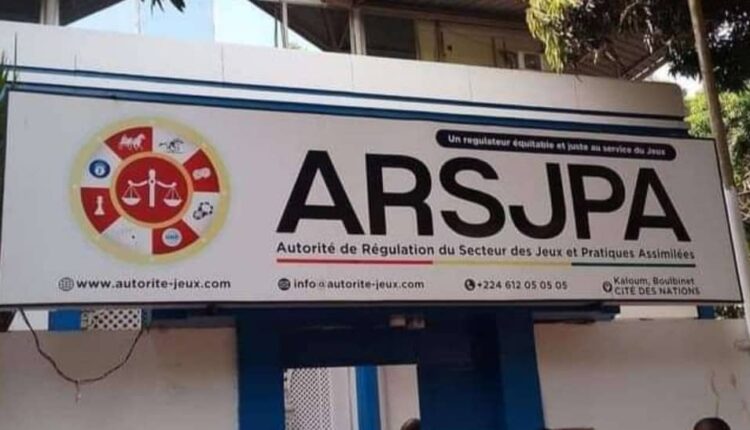 Un regulateur équitable et juste au service du Jeux
ARSJPA
Autorité de Régulation du Secteur des Jeux et Pratiques Assimilées
www.autorite-jeux.com
info@autorite-jeux.com
+224 612 05 05 05
Kaloum, Boulbinet
CITÉ DES NATIONS